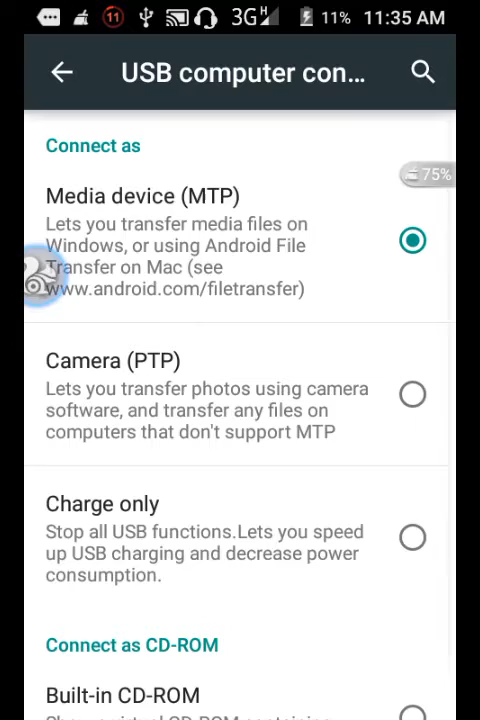 11 3G 11% 11:35 AM
USB computer con...
Connect as
75%
Media device (MTP)
Lets you transfer media files on
Windows, or using Android File
Transfer on Mac (see
www.android.com/filetransfer)
Camera (PTP)
Lets you transfer photos using camera
software, and transfer any files on
computers that don't support MTP
Charge only
Stop all USB functions.Lets you speed
up USB charging and decrease power
consumption.
Connect as CD-ROM
Built-in CD-ROM